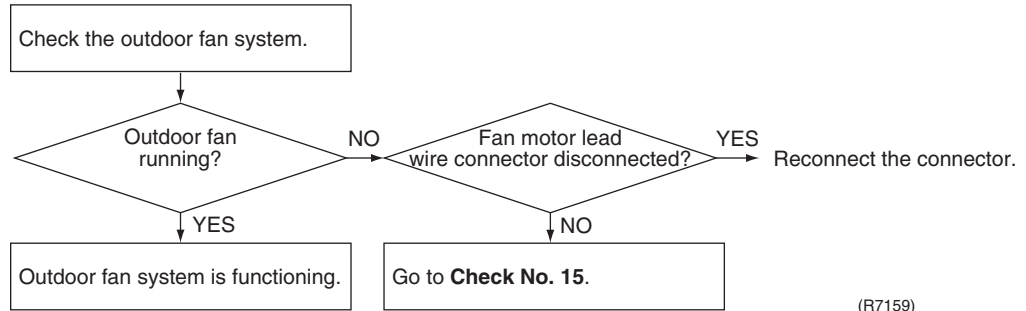 Check the outdoor fan system.
Outdoor fan
running?
NO
Fan motor lead
wire connector disconnected?
YES
Reconnect the connector.
YES
NO
Outdoor fan system is functioning.
Go to Check No. 15.
(R7159)